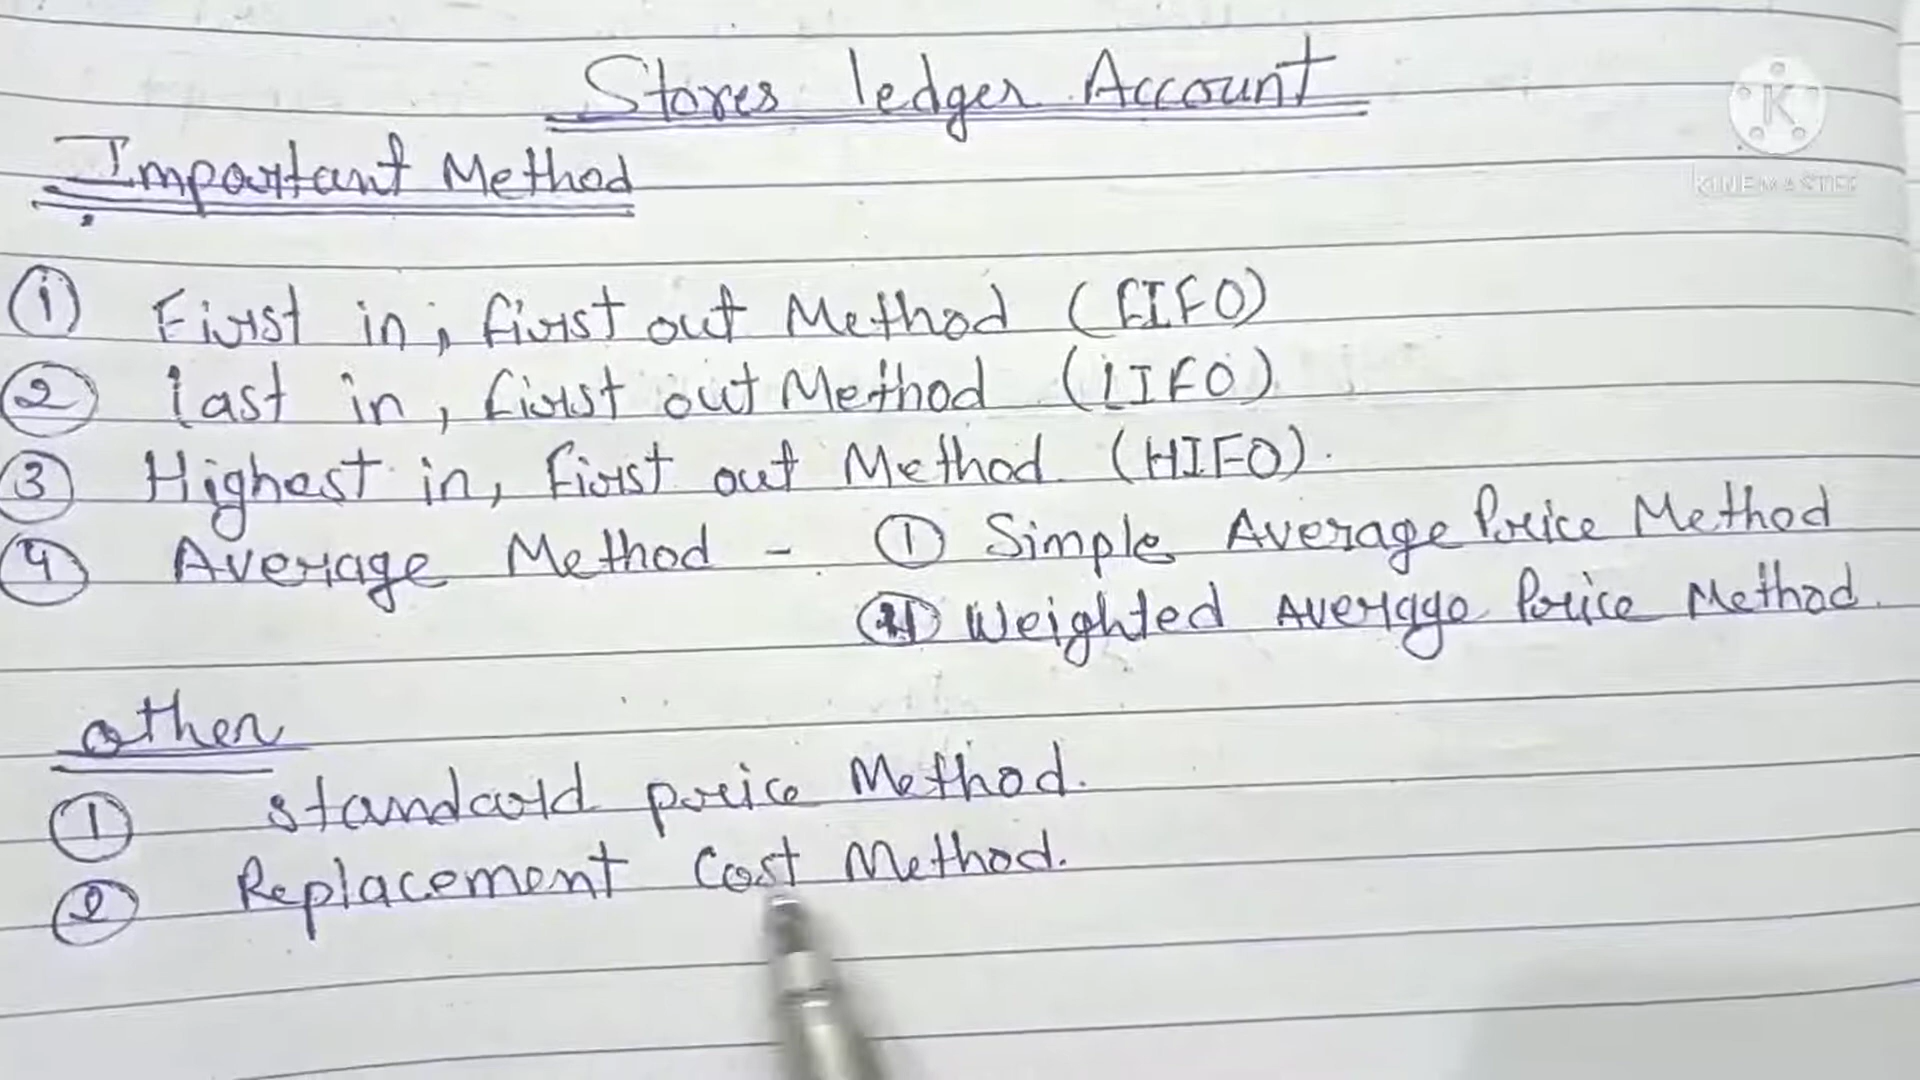 Stores ledger Account
KINEMASTER
Important Method
① First in, first out Method (FIFO)
② last in, first out Method (LIFO)
③ Highest in, First out Method (HIFO).
④ Average Method - ① Simple Average Price Method
② Weighted Average Price Method.
other
① standard price Method.
② Replacement Cost Method.